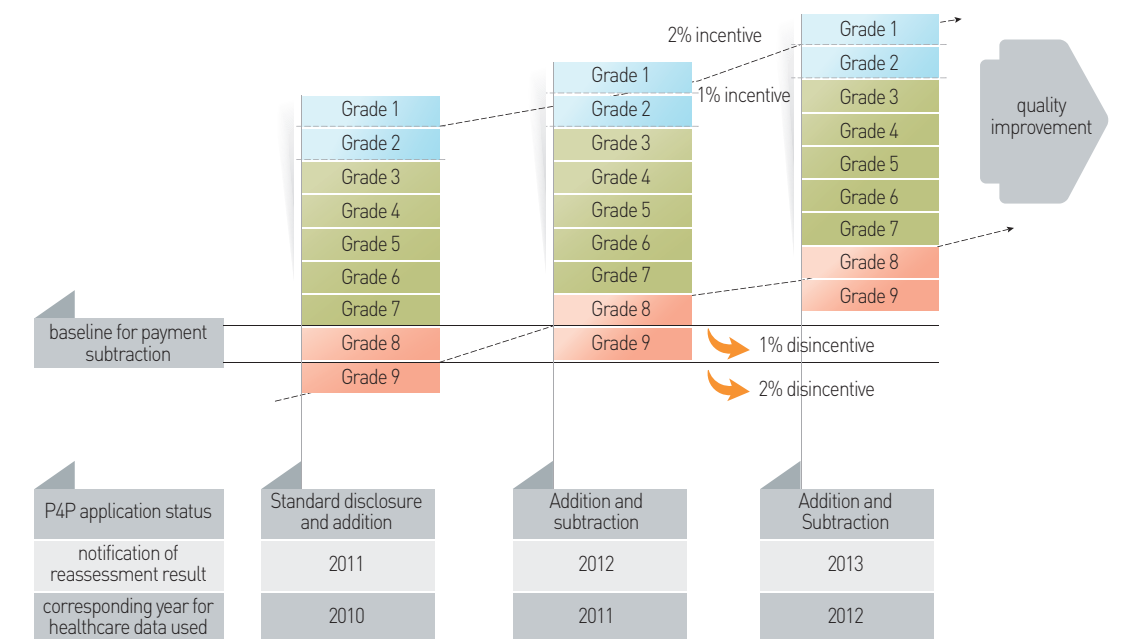 2% incentive
1% incentive
quality
improvement
Grade 1
Grade 2
Grade 3
Grade 4
Grade 5
Grade 6
Grade 7
Grade 8
Grade 9
Grade 1
Grade 2
Grade 3
Grade 4
Grade 5
Grade 6
Grade 7
Grade 8
Grade 9
Grade 1
Grade 2
Grade 3
Grade 4
Grade 5
Grade 6
Grade 7
Grade 8
Grade 9
baseline for payment
subtraction
1% disincentive
2% disincentive
P4P application status
Standard disclosure
and addition
Addition and
subtraction
Addition and
Subtraction
notification of
reassessment result
2011
2012
2013
corresponding year for
healthcare data used
2010
2011
2012